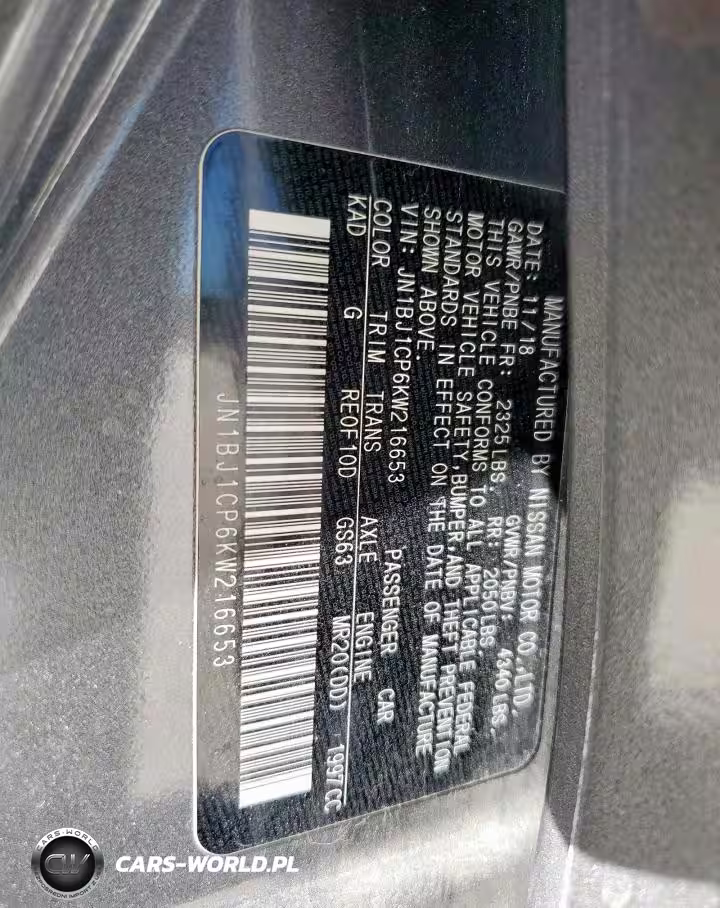 MANUFACTURED BY NISSAN MOTOR CO.,LTD.
DATE: 11/18 GVWR/PNBV: 4340 LBS.
GAWR/PNBE FR: 2325 LBS. RR: 2050 LBS
THIS VEHICLE CONFORMS TO ALL APPLICABLE FEDERAL
MOTOR VEHICLE SAFETY,BUMPER,AND THEFT PREVENTION
STANDARDS IN EFFECT ON THE DATE OF MANUFACTURE
SHOWN ABOVE.
VIN: JN1BJ1CP6KW216653 PASSENGER CAR
COLOR TRIM TRANS AXLE ENGINE
KAD G RE0F10D GS63 MR20(DD) 1997CC
JN1BJ1CP6KW216653
CARS-WORLD
CW
CARS-WORLD.PL